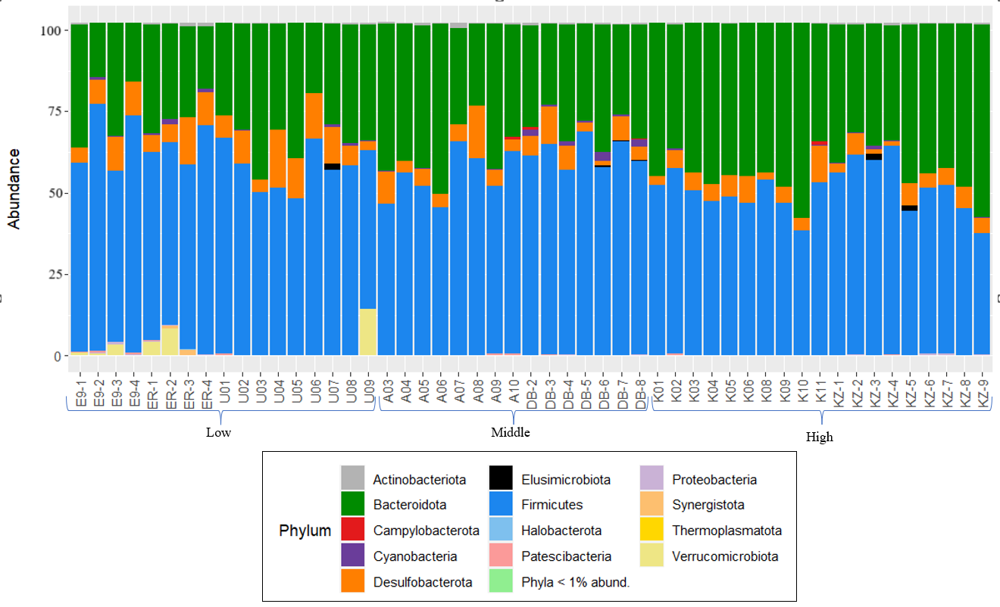 100
75
50
25
0
Abundance
E9-1 E9-2 E9-3 E9-4 ER-1 ER-2 ER-3 ER-4 U01 U02 U03 U04 U05 U06 U07 U08 U09 A03 A04 A05 A06 A07 A08 A09 A10 DB-2 DB-3 DB-4 DB-5 DB-6 DB-7 DB-8 K01 K02 K03 K04 K05 K06 K08 K09 K10 K11 KZ-1 KZ-2 KZ-3 KZ-4 KZ-5 KZ-6 KZ-7 KZ-8 KZ-9
Low Middle High
Phylum
Actinobacteriota
Bacteroidota
Campylobacterota
Cyanobacteria
Desulfobacterota
Elusimicrobiota
Firmicutes
Halobacterota
Patescibacteria
Phyla < 1% abund.
Proteobacteria
Synergistota
Thermoplasmatota
Verrucomicrobiota